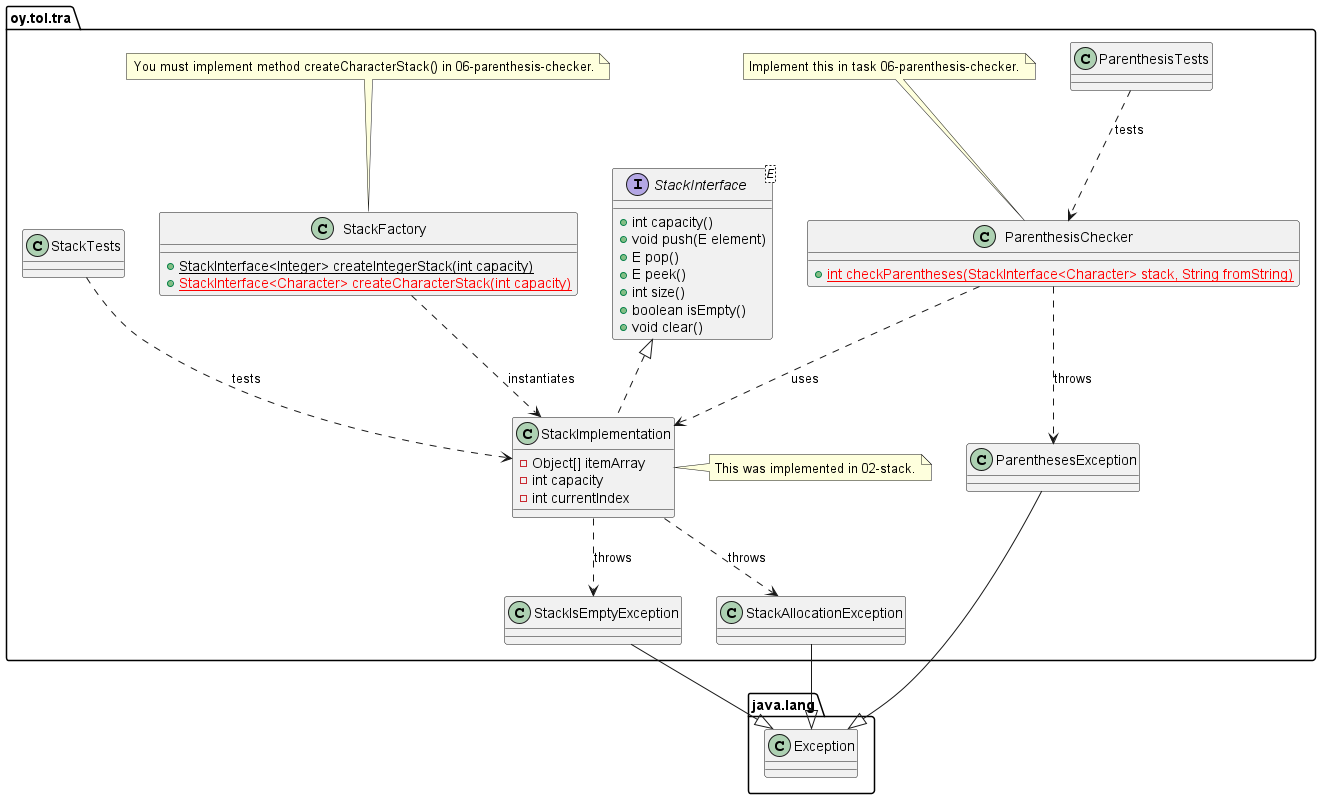 oy.tol.tra
You must implement method createCharacterStack() in 06-parenthesis-checker.
Implement this in task 06-parenthesis-checker.
C ParenthesisTests
tests
C StackTests
C StackFactory
StackInterface<Integer> createIntegerStack(int capacity)
StackInterface<Character> createCharacterStack(int capacity)
I StackInterface
E
int capacity()
void push(E element)
E pop()
E peek()
int size()
boolean isEmpty()
void clear()
C ParenthesisChecker
int checkParentheses(StackInterface<Character> stack, String fromString)
tests
instantiates
uses
throws
C StackImplementation
Object[] itemArray
int capacity
int currentIndex
This was implemented in 02-stack.
C ParenthesesException
throws
throws
C StackIsEmptyException
C StackAllocationException
java.lang
C Exception